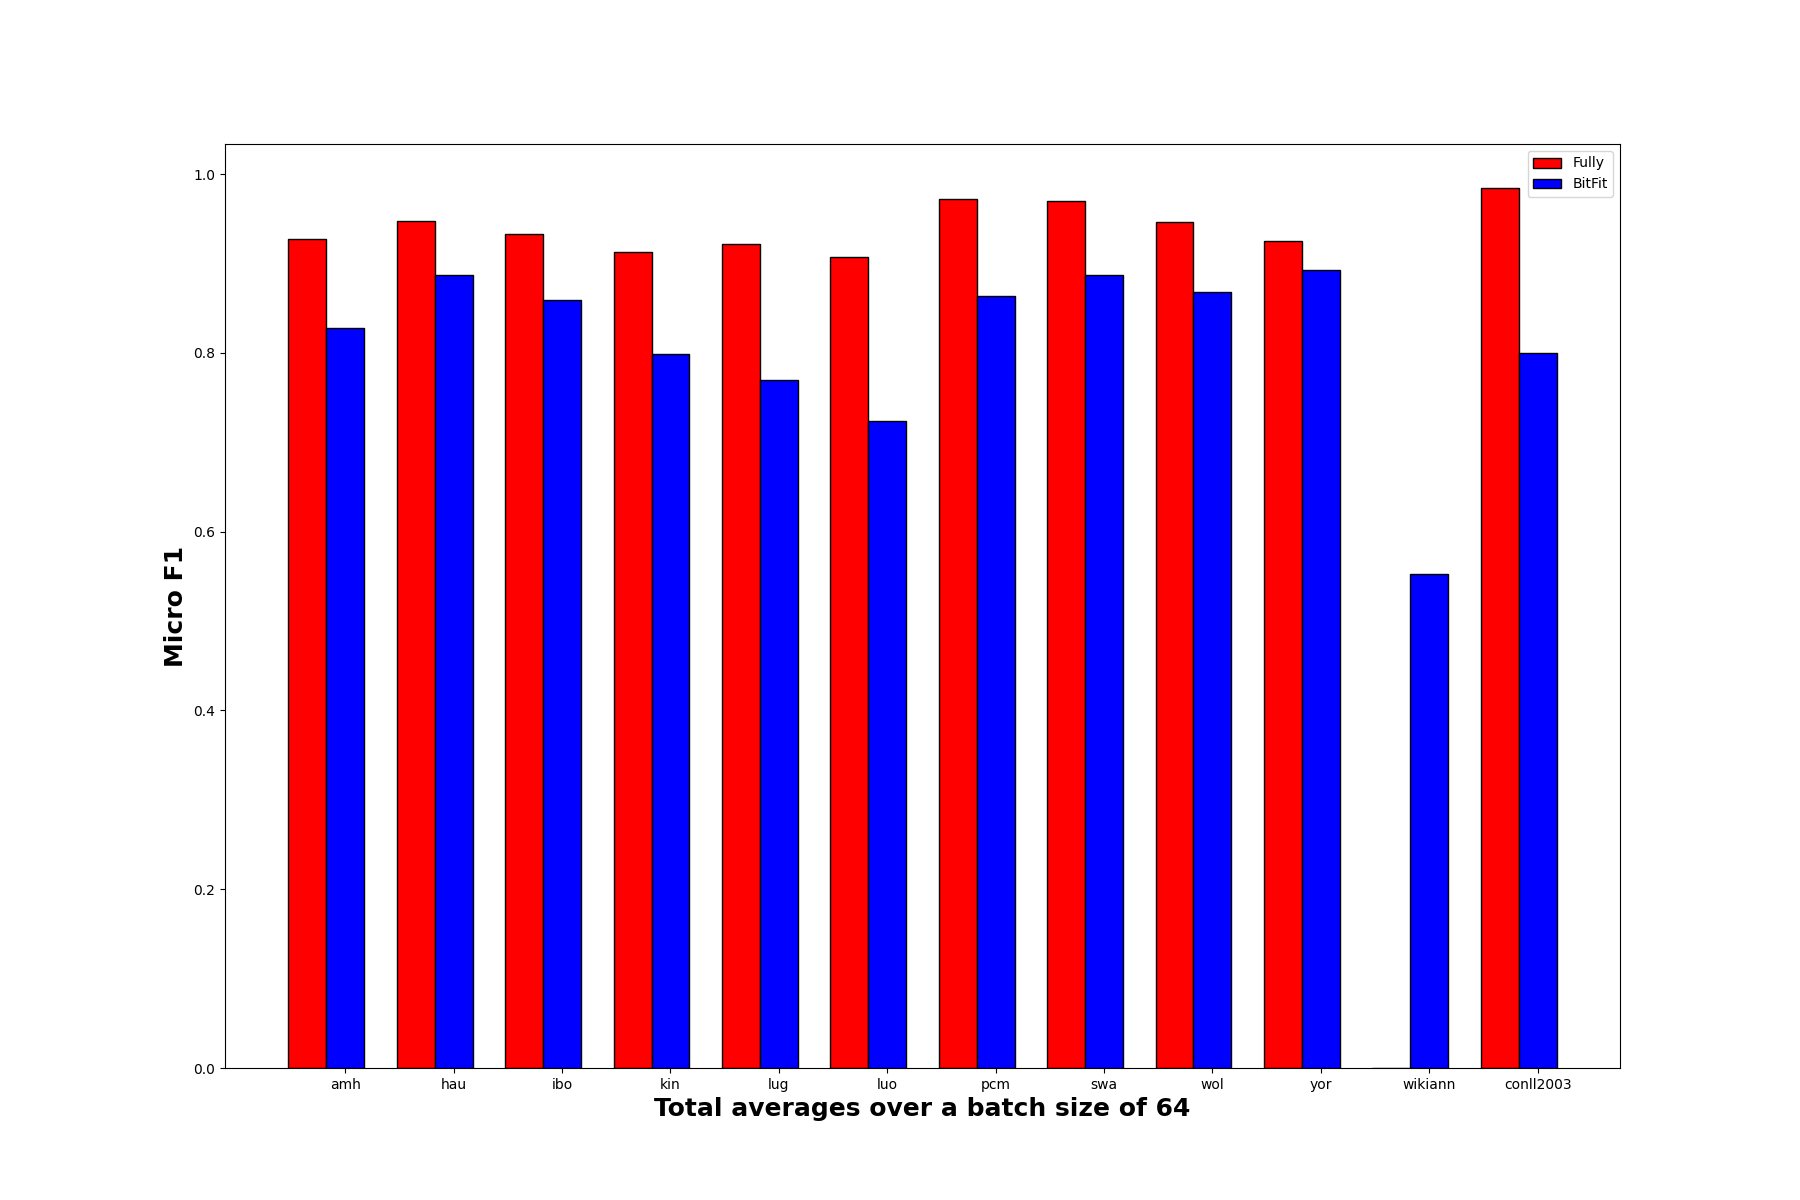 Fully
BitFit
1.0
0.8
0.6
0.4
0.2
0.0
Micro F1
amh hau ibo kin lug luo pcm swa wol yor wikiann conll2003
Total averages over a batch size of 64